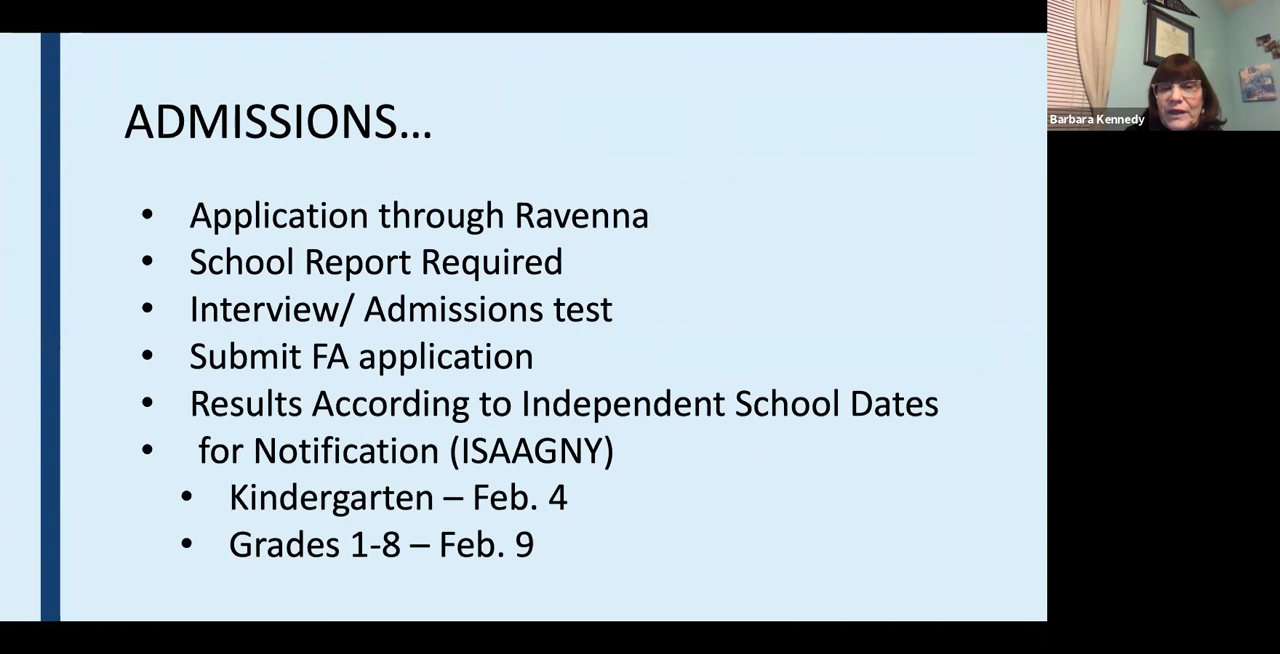 ADMISSIONS...
• Application through Ravenna
• School Report Required
• Interview/ Admissions test
• Submit FA application
• Results According to Independent School Dates
• for Notification (ISAAGNY)
• Kindergarten – Feb. 4
• Grades 1-8 – Feb. 9
Barbara Kennedy